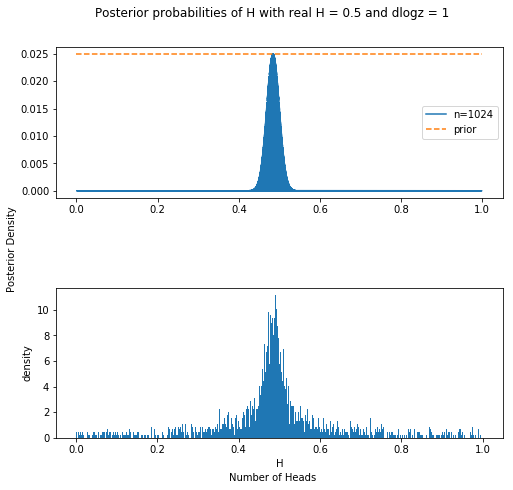 Posterior probabilities of H with real H = 0.5 and dlogz = 1
0.025
0.020
0.015
0.010
0.005
0.000
n=1024
prior
0.0 0.2 0.4 0.6 0.8 1.0
Posterior Density
10
8
6
4
2
0
density
0.0 0.2 0.4 0.6 0.8 1.0
H
Number of Heads